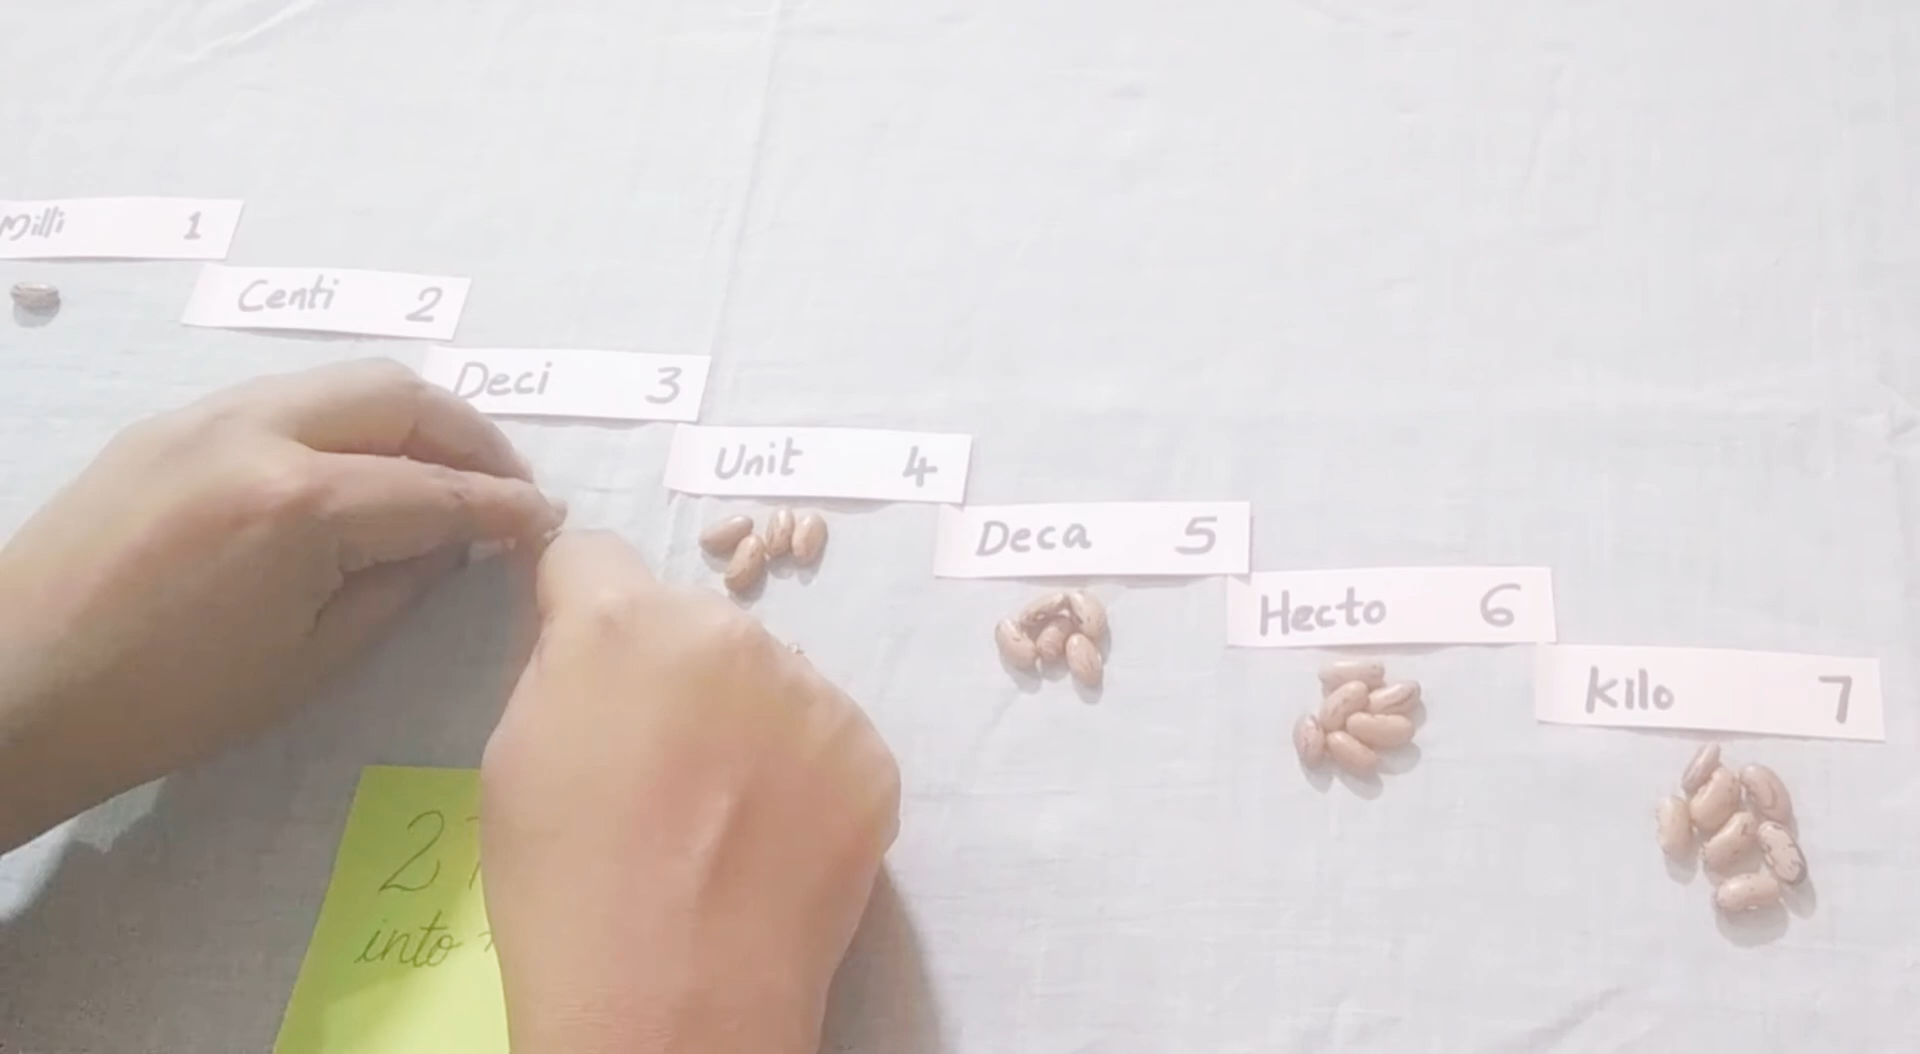 Milli 1
Centi 2
Deci 3
Unit 4
Deca 5
Hecto 6
Kilo 7
2
into